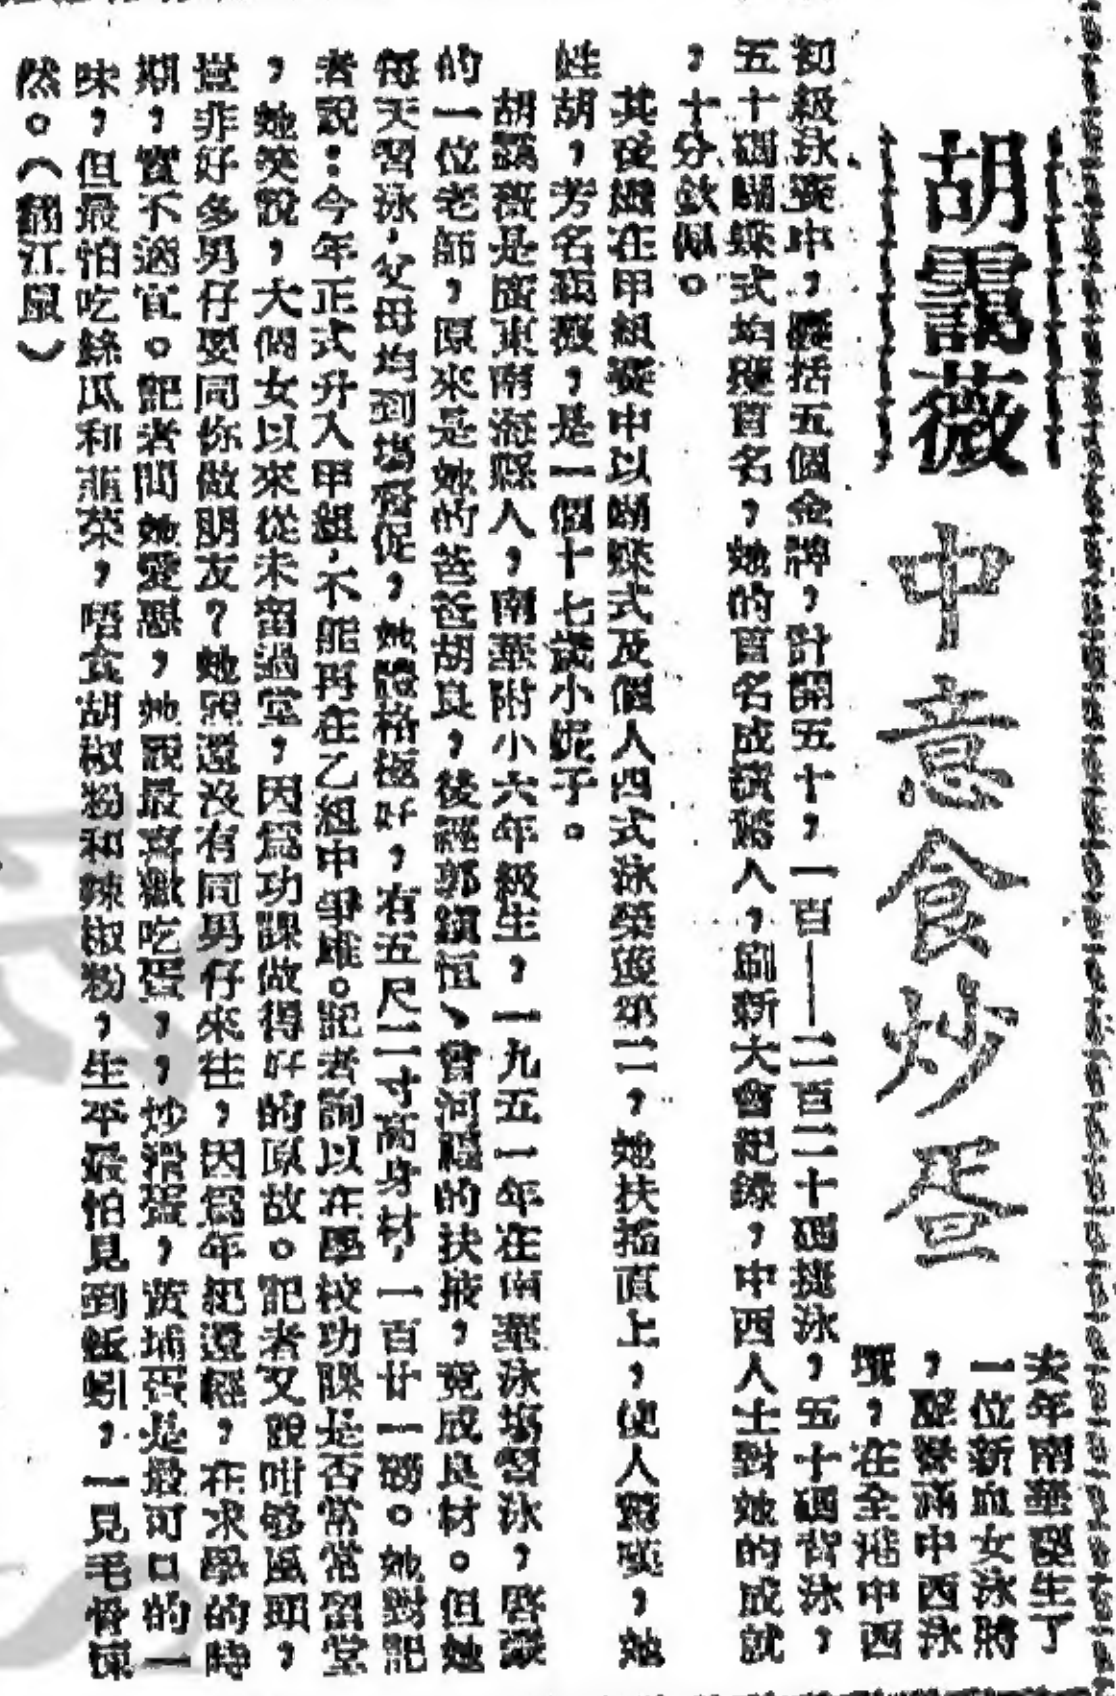 胡靄薇
中意食炒蛋
去年南華產生了
一位新血女泳將
，聲譽滿中西泳
壇，在全港中西
初級泳賽中，囊括五個金牌，計開五十，一百——二百二十碼捷泳，五十碼背泳，
五十碼蝴蝶式均獲首名，她的首名成績驚人，刷新大會紀錄，中西人士對她的成就
，十分欽佩。
其後繼在甲組賽中以蝴蝶式及個人四式泳榮獲第二，她扶搖直上，使人驚嘆，她
姓胡，芳名靄薇，是一個十七歲小妮子。
胡靄薇是廣東南海縣人，南華附小六年級生，一九五一年在南華泳場習泳，啓蒙
的一位老師，原來是她的爸爸胡良，後經郭鎮恒、曾河福的扶掖，竟成良材。但她
每天習泳，父母均到場督促，她體格極好，有五尺二寸高身材，一百廿一磅。她對記
者說：今年正式升入甲組，不能再在乙組中爭雄。記者詢以在學校功課是否常常留堂
，她笑說，大個女以來從未留過堂，因爲功課做得好的原故。記者又說咁够風頭，
豈非好多男仔要同你做朋友？她說還沒有同男仔來往，因爲年紀還輕，在求學的時
期，實不適宜。記者問她愛惡，她說最喜歡吃蛋，，炒滑蛋，黃埔蛋是最可口的一
味，但最怕吃絲瓜和韮菜，唔食胡椒粉和辣椒粉，生平最怕見到蚯蚓，一見毛骨悚
然。（翻江鼠）